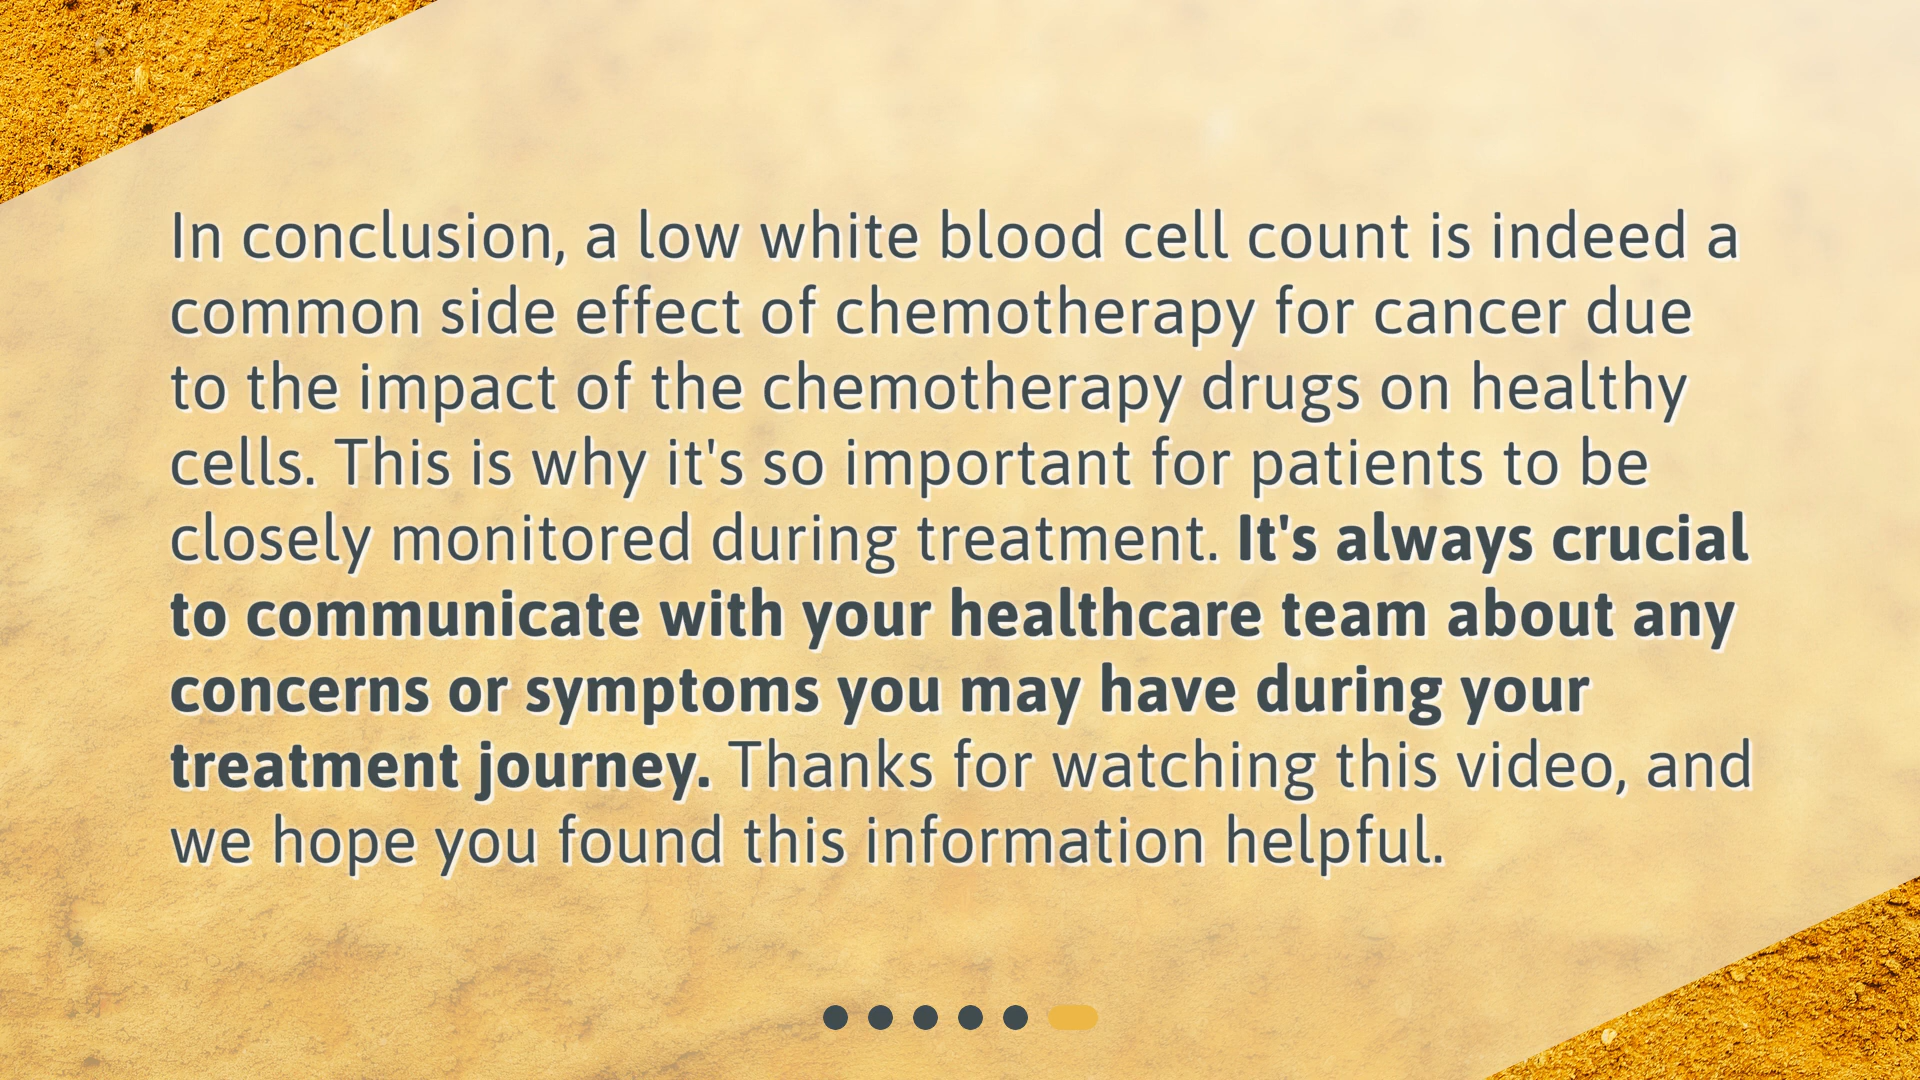 In conclusion, a low white blood cell count is indeed a
common side effect of chemotherapy for cancer due
to the impact of the chemotherapy drugs on healthy
cells. This is why it's so important for patients to be
closely monitored during treatment. It's always crucial
to communicate with your healthcare team about any
concerns or symptoms you may have during your
treatment journey. Thanks for watching this video, and
we hope you found this information helpful.